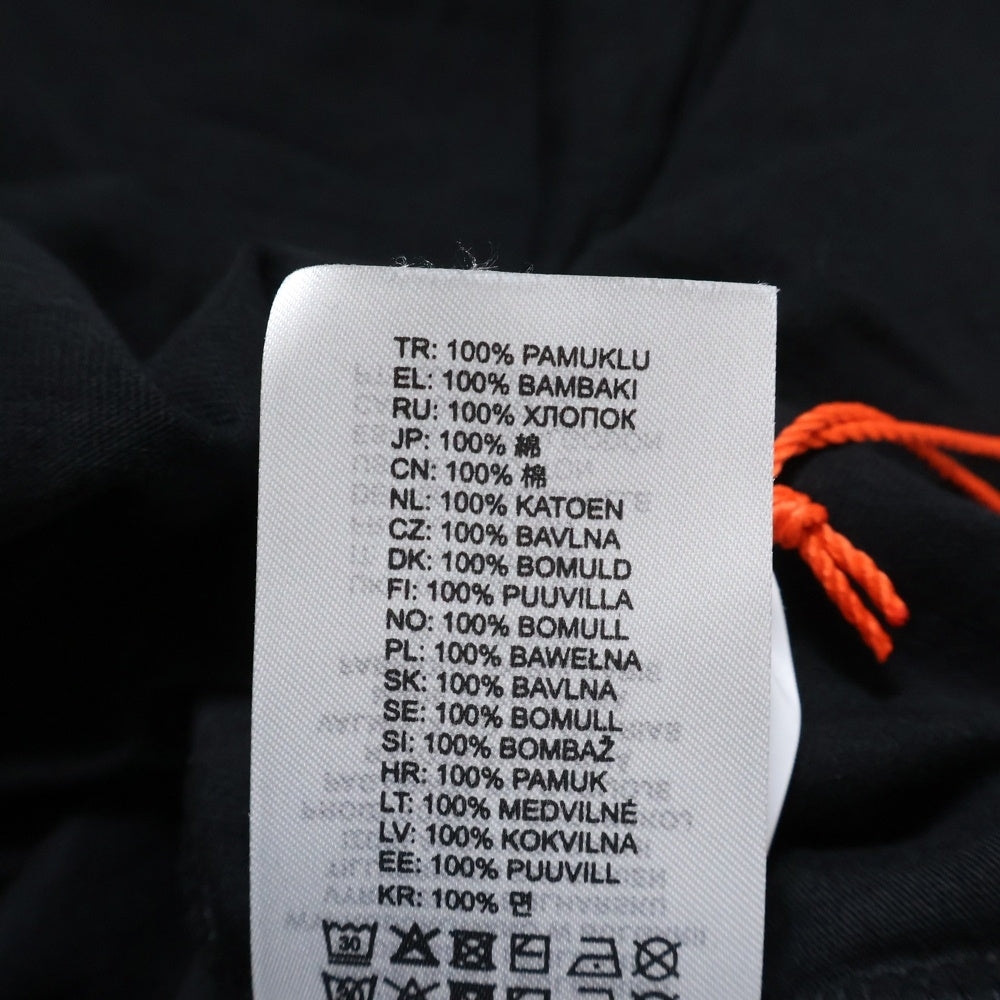 TR: 100% PAMUKLU
EL: 100% BAMBAKI
RU: 100% ХЛОПОК
JP: 100% 綿
CN: 100% 棉
NL: 100% KATOEN
CZ: 100% BAVLNA
DK: 100% BOMULD
FI: 100% PUUVILLA
NO: 100% BOMULL
PL: 100% BAWEŁNA
SK: 100% BAVLNA
SE: 100% BOMULL
SI: 100% BOMBAŽ
HR: 100% PAMUK
LT: 100% MEDVILNĖ
LV: 100% KOKVILNA
EE: 100% PUUVILL
KR: 100% 면
30
30